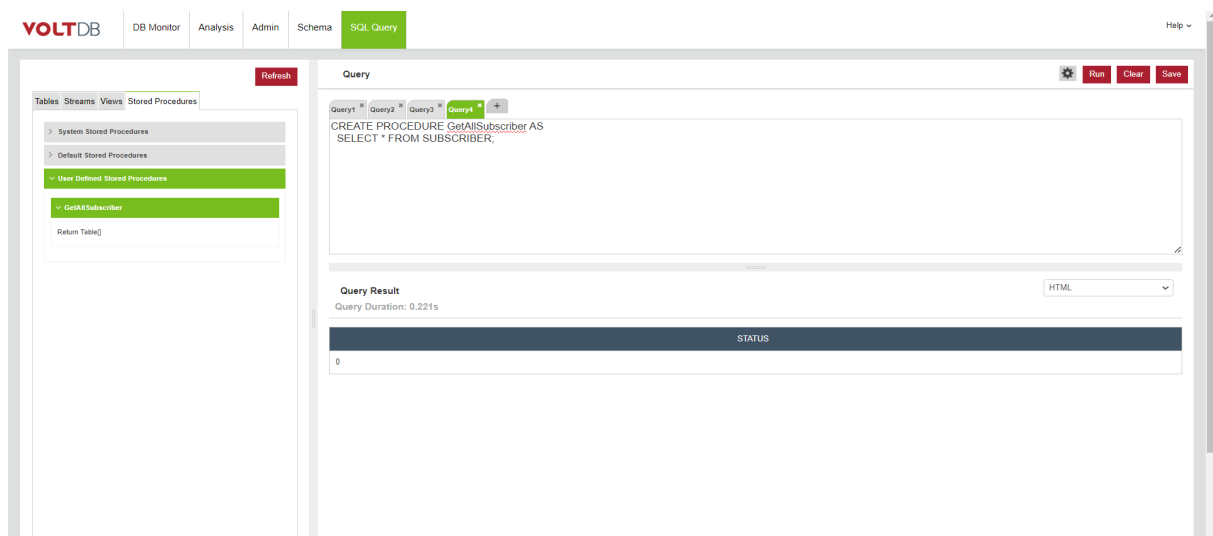 VOLTDB
DB Monitor
Analysis
Admin
Schema
SQL Query
Help
Refresh
Tables
Streams
Views
Stored Procedures
System Stored Procedures
Default Stored Procedures
User Defined Stored Procedures
GetAllSubscriber
Return Table[]
Query
Run
Clear
Save
Query1
Query2
Query3
Query4
+
CREATE PROCEDURE GetAllSubscriber AS
SELECT * FROM SUBSCRIBER;
Query Result
HTML
Query Duration: 0.221s
STATUS
0